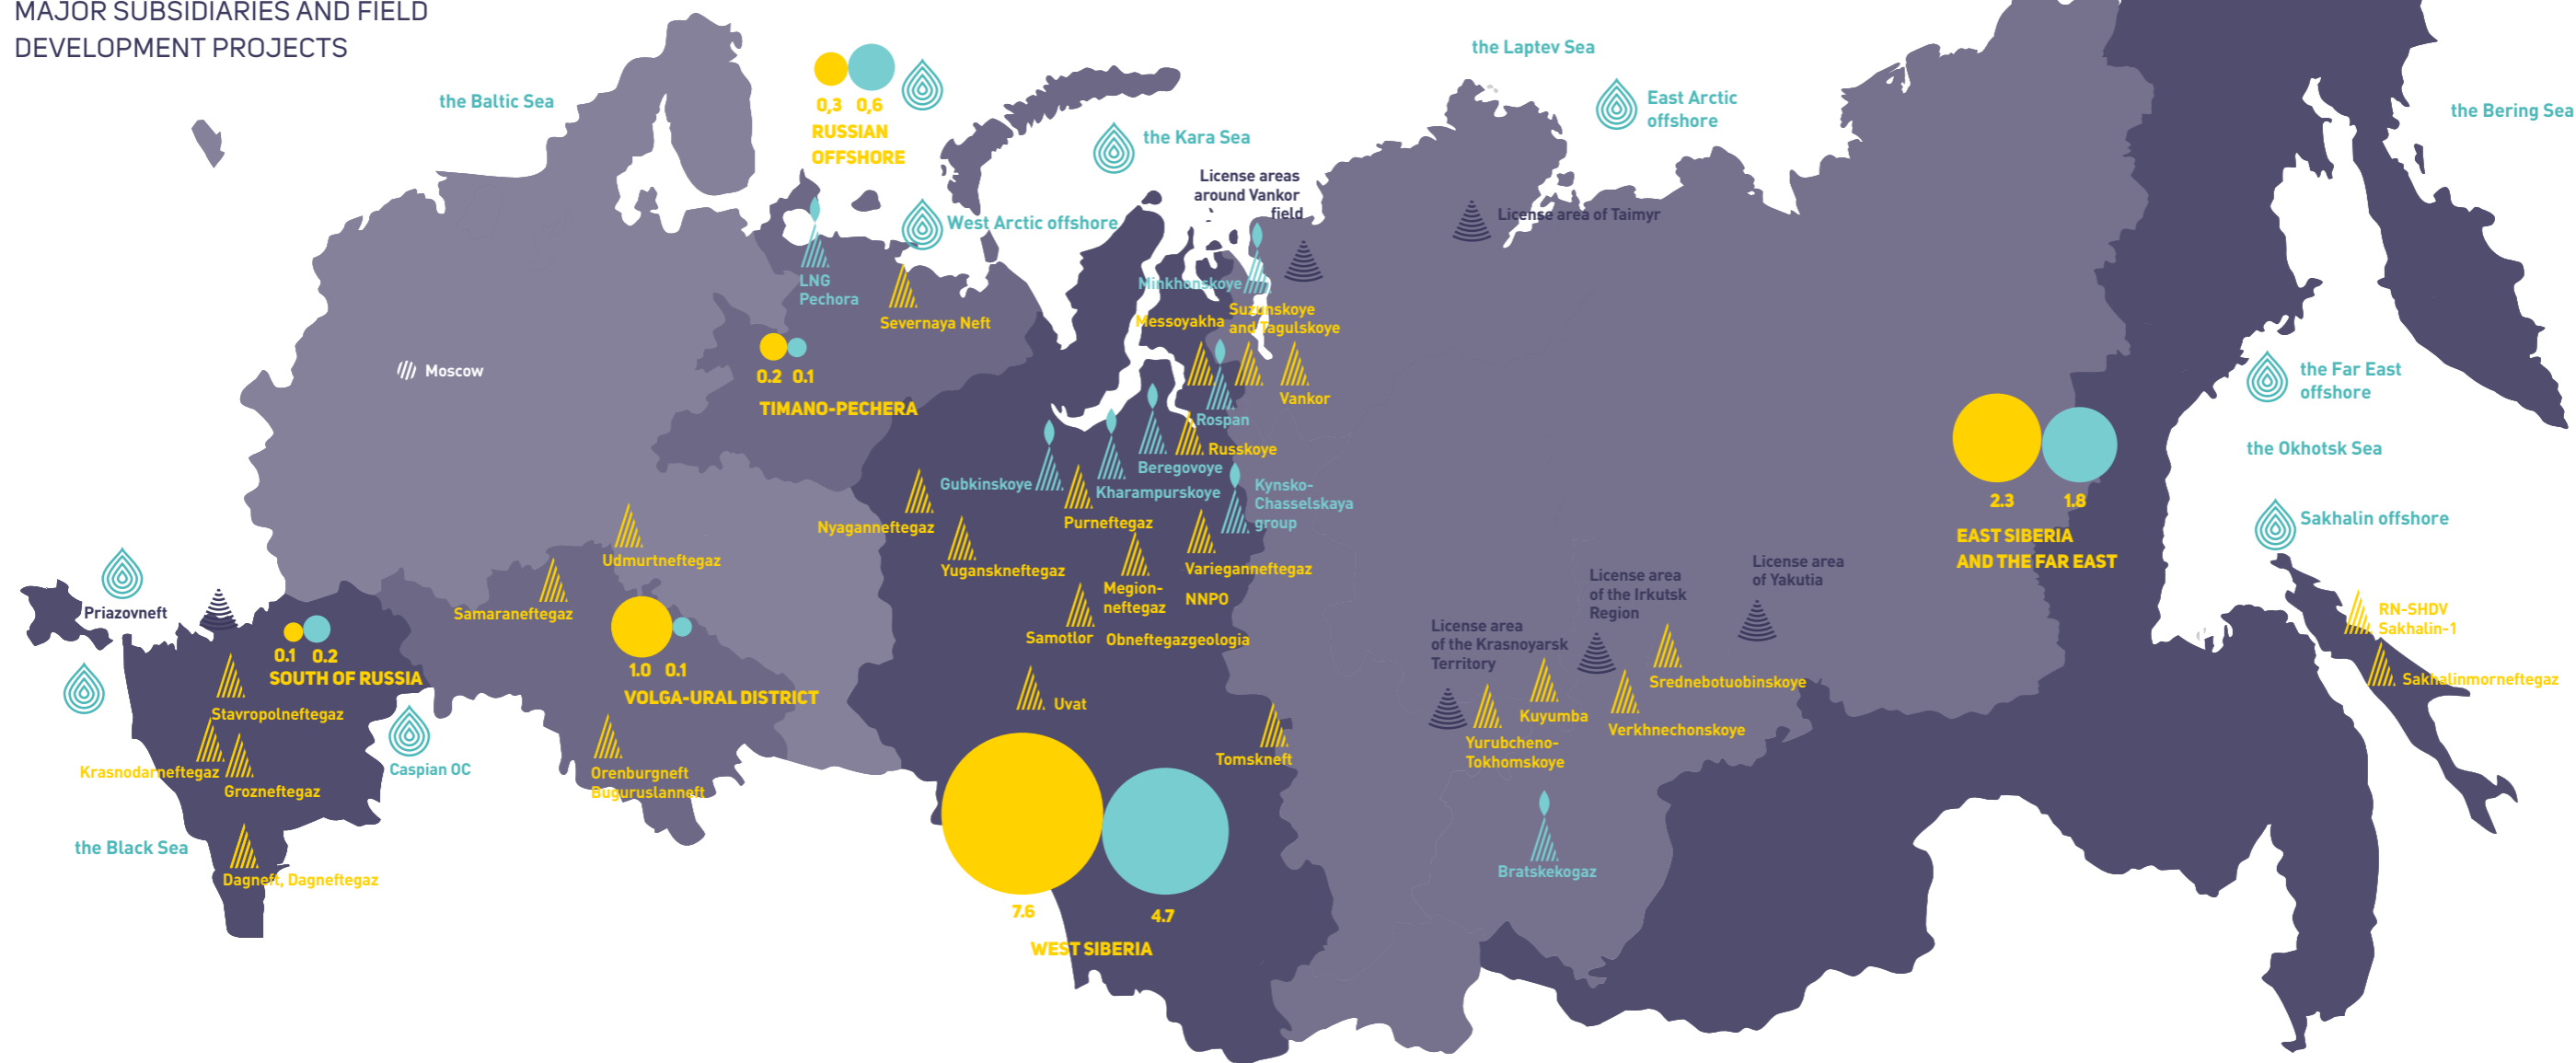 MAJOR SUBSIDIARIES AND FIELD
DEVELOPMENT PROJECTS
the Baltic Sea
0,3 0,6
RUSSIAN
OFFSHORE
the Kara Sea
the Laptev Sea
East Arctic
offshore
the Bering Sea
West Arctic offshore
License areas
around Vankor
field
License area of Taimyr
LNG
Pechora
Severnaya Neft
Minkhonskoye
Messoyakha
Suzunskoye
and Tagulskoye
Vankor
Moscow
0.2 0.1
TIMANO-PECHERA
Rospan
Russkoye
Beregovoye
Gubkinskoye
Kharampurskoye
Kynsko-
Chasselskaya
group
Purneftegaz
Nyaganneftegaz
Yuganskneftegaz
Megion-
neftegaz
Varieganneftegaz
NNPO
Samotlor
Obneftegazgeologia
Uvat
Tomskneft
7.6
4.7
WEST SIBERIA
Udmurtneftegaz
Samaraneftegaz
1.0 0.1
VOLGA-URAL DISTRICT
Orenburgneft
Buguruslanneft
Priazovneft
0.1 0.2
SOUTH OF RUSSIA
Stavropolneftegaz
Krasnodarneftegaz
Grozneftegaz
Caspian OC
the Black Sea
Dagneft, Dagneftegaz
License area
of the Krasnoyarsk
Territory
License area
of the Irkutsk
Region
License area
of Yakutia
Srednebotuobinskoye
Kuyumba
Verkhnechonskoye
Yurubcheno-
Tokhomskoye
Bratskekogaz
2.3
1.8
EAST SIBERIA
AND THE FAR EAST
the Far East
offshore
the Okhotsk Sea
Sakhalin offshore
RN-SHDV
Sakhalin-1
Sakhalinmorneftegaz